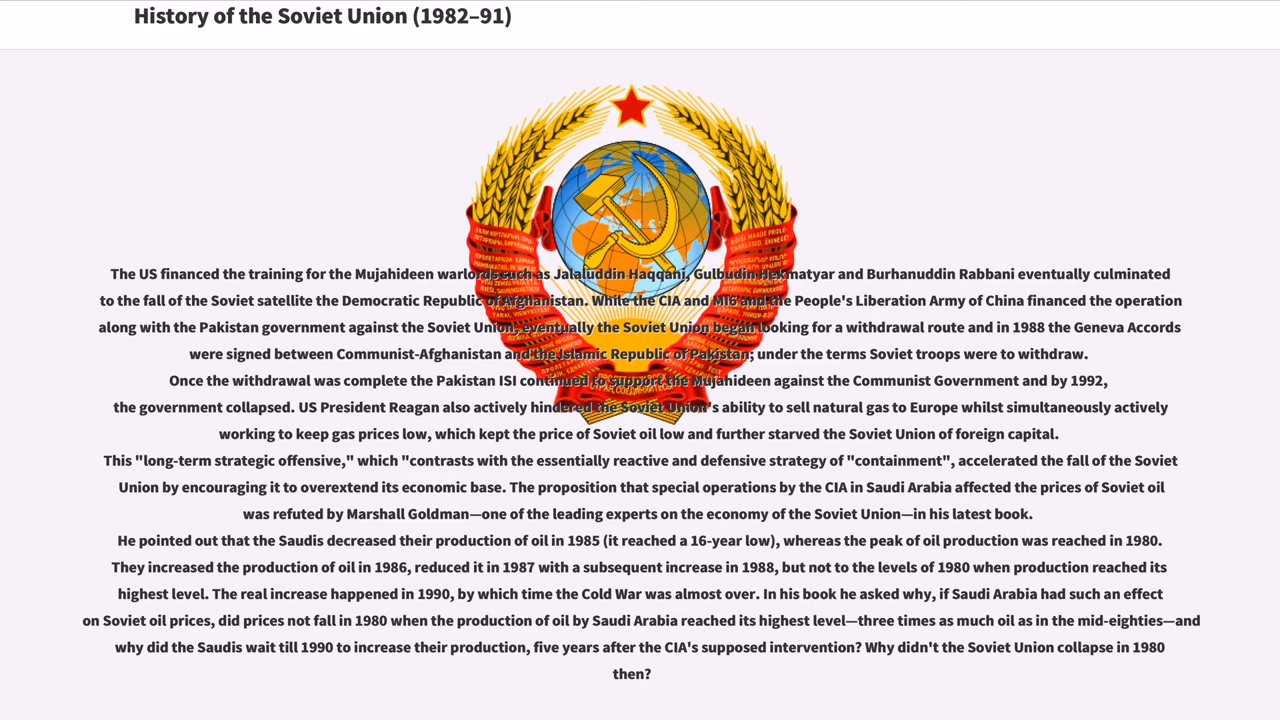 History of the Soviet Union (1982–91)
The US financed the training for the Mujahideen warlords such as Jalaluddin Haqqani, Gulbudin Hekmatyar and Burhanuddin Rabbani eventually culminated
to the fall of the Soviet satellite the Democratic Republic of Afghanistan. While the CIA and MI6 and the People's Liberation Army of China financed the operation
along with the Pakistan government against the Soviet Union, eventually the Soviet Union began looking for a withdrawal route and in 1988 the Geneva Accords
were signed between Communist-Afghanistan and the Islamic Republic of Pakistan; under the terms Soviet troops were to withdraw.
Once the withdrawal was complete the Pakistan ISI continued to support the Mujahideen against the Communist Government and by 1992,
the government collapsed. US President Reagan also actively hindered the Soviet Union's ability to sell natural gas to Europe whilst simultaneously actively
working to keep gas prices low, which kept the price of Soviet oil low and further starved the Soviet Union of foreign capital.
This "long-term strategic offensive," which "contrasts with the essentially reactive and defensive strategy of "containment", accelerated the fall of the Soviet
Union by encouraging it to overextend its economic base. The proposition that special operations by the CIA in Saudi Arabia affected the prices of Soviet oil
was refuted by Marshall Goldman—one of the leading experts on the economy of the Soviet Union—in his latest book.
He pointed out that the Saudis decreased their production of oil in 1985 (it reached a 16-year low), whereas the peak of oil production was reached in 1980.
They increased the production of oil in 1986, reduced it in 1987 with a subsequent increase in 1988, but not to the levels of 1980 when production reached its
highest level. The real increase happened in 1990, by which time the Cold War was almost over. In his book he asked why, if Saudi Arabia had such an effect
on Soviet oil prices, did prices not fall in 1980 when the production of oil by Saudi Arabia reached its highest level—three times as much oil as in the mid-eighties—and
why did the Saudis wait till 1990 to increase their production, five years after the CIA's supposed intervention? Why didn't the Soviet Union collapse in 1980
then?